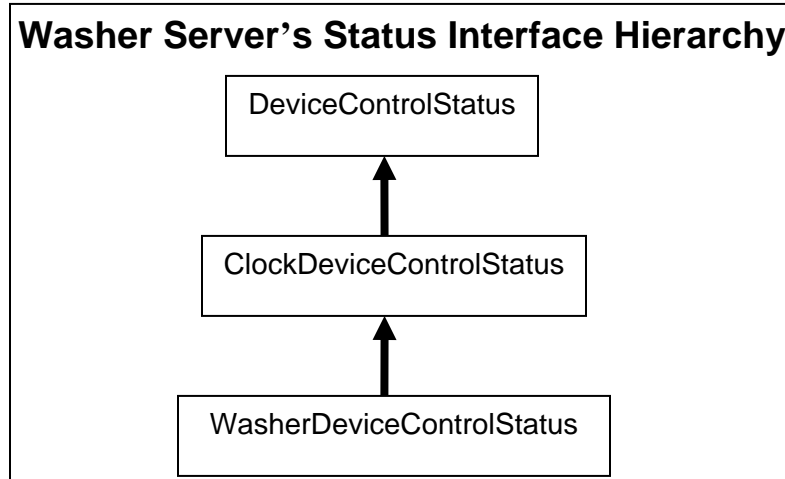 Washer Server’s Status Interface Hierarchy
DeviceControlStatus
ClockDeviceControlStatus
WasherDeviceControlStatus